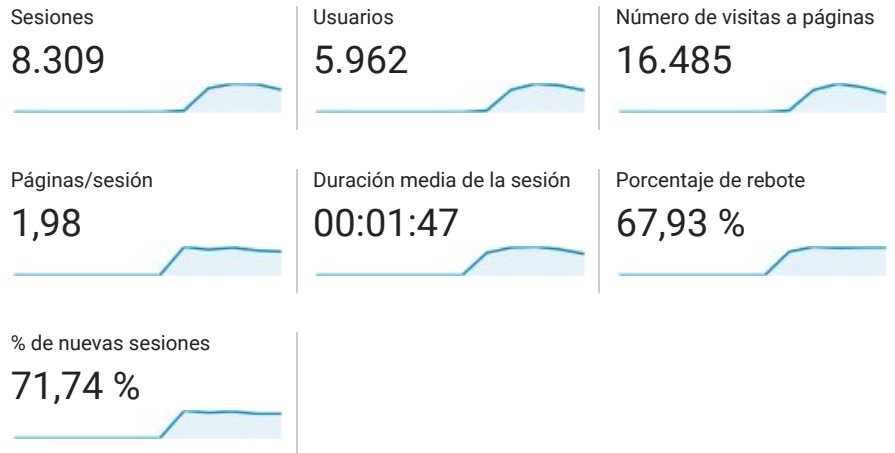 Sesiones
8.309
Usuarios
5.962
Número de visitas a páginas
16.485
Páginas/sesión
1,98
Duración media de la sesión
00:01:47
Porcentaje de rebote
67,93 %
% de nuevas sesiones
71,74 %